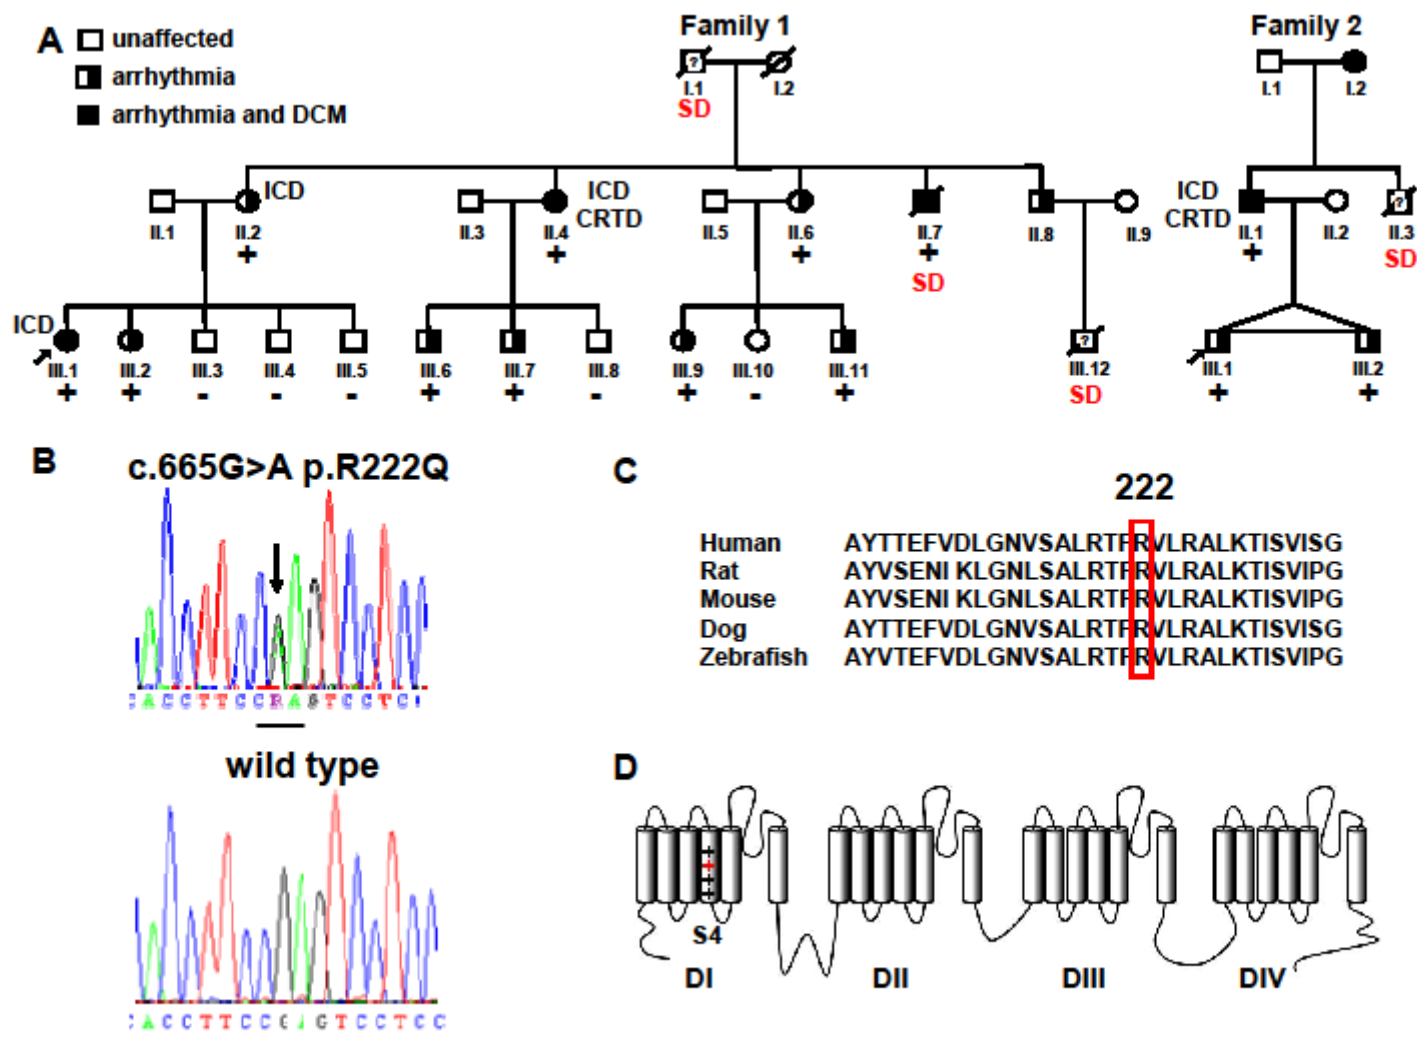 A
unaffected
arrhythmia
arrhythmia and DCM
Family 1
Family 2
? I.1 I.2
SD
I.1 I.2
II.1 II.2 ICD
+
II.3 II.4 ICD CRTD
+
II.5 II.6
+
II.7
+
SD
II.8 II.9
ICD CRTD II.1 II.2
+
? II.3
SD
ICD III.1 III.2 III.3 III.4 III.5
+ + - - -
III.6 III.7 III.8
+ + -
III.9 III.10 III.11
+ - +
? III.12
SD
III.1 III.2
+ +
B
c.665G>A p.R222Q
A C C T T C C R A G T C C T C
wild type
A C C T T C C G A G T C C T C C
C
222
Human AYTTEFVDLGNVSALRTFRVLRALKTISVISG
Rat AYVSENI KLGNLSALRTFRVLRALKTISVIPG
Mouse AYVSENI KLGNLSALRTFRVLRALKTISVIPG
Dog AYTTEFVDLGNVSALRTFRVLRALKTISVISG
Zebrafish AYVTEFVDLGNVSALRTFRVLRALKTISVIPG
D
S4
DI DII DIII DIV